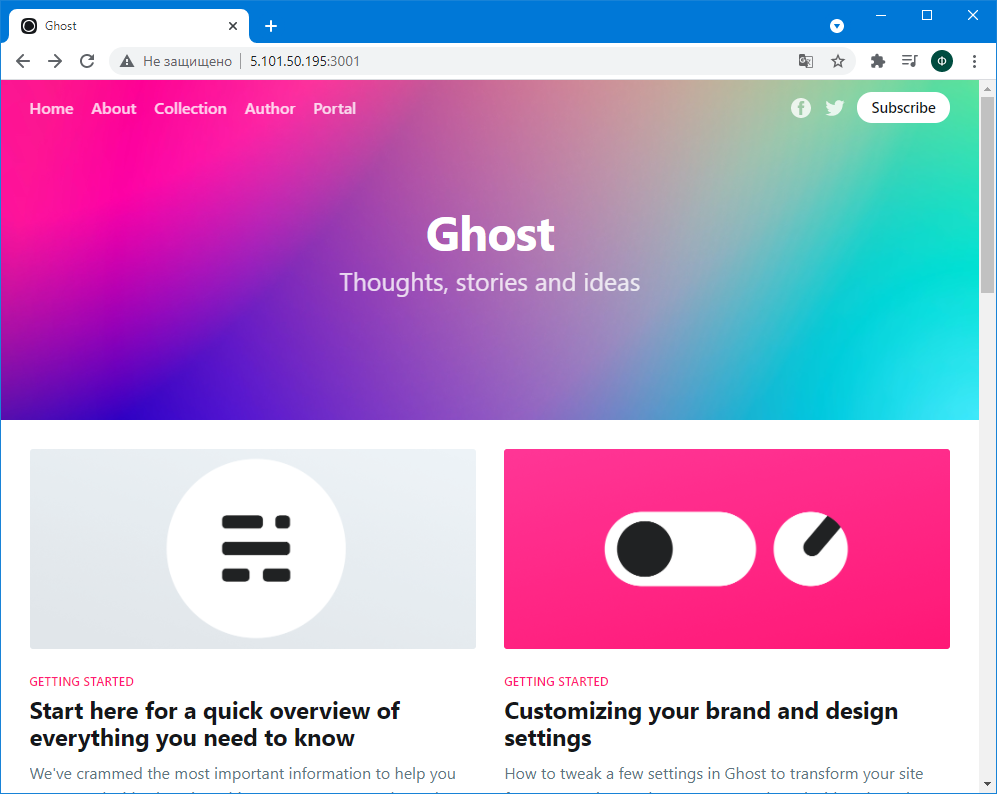 Ghost
Не защищено
5.101.50.195:3001
Ф
Home About Collection Author Portal
Subscribe
Ghost
Thoughts, stories and ideas
GETTING STARTED
Start here for a quick overview of
everything you need to know
We've crammed the most important information to help you
GETTING STARTED
Customizing your brand and design
settings
How to tweak a few settings in Ghost to transform your site